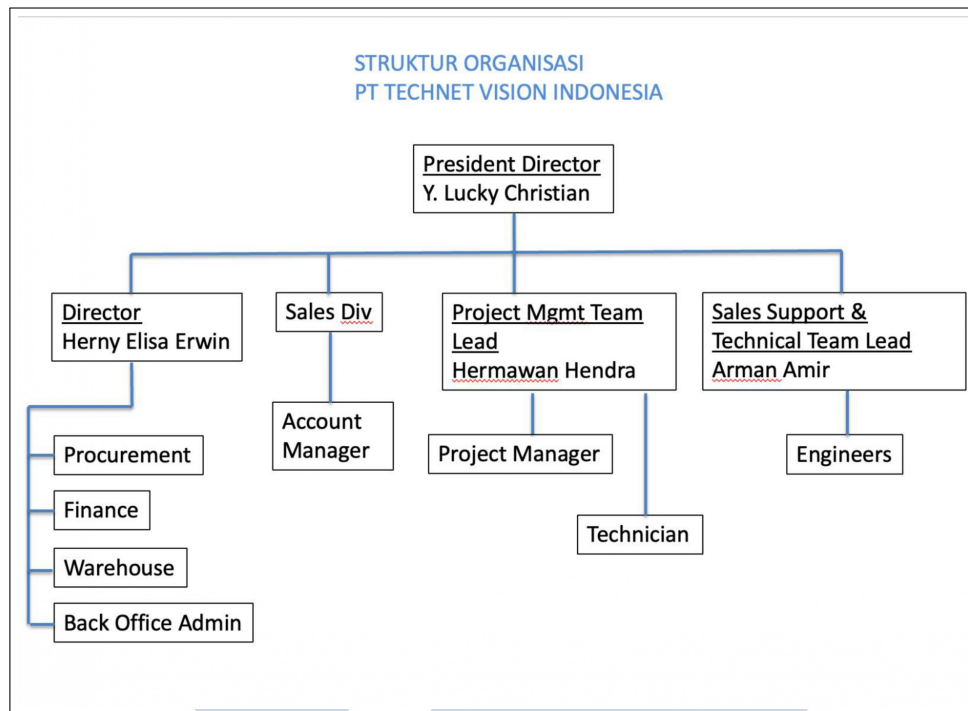 STRUKTUR ORGANISASI
PT TECHNET VISION INDONESIA
President Director
Y. Lucky Christian
Director
Herny Elisa Erwin
Sales Div
Project Mgmt Team
Lead
Hermawan Hendra
Sales Support &
Technical Team Lead
Arman Amir
Account
Manager
Project Manager
Engineers
Procurement
Finance
Technician
Warehouse
Back Office Admin